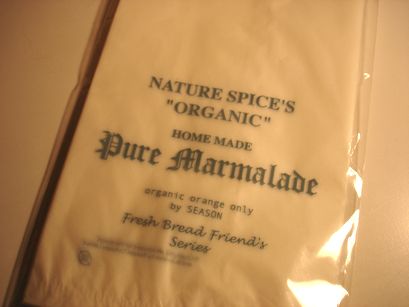 NATURE SPICE'S
"ORGANIC"
HOME MADE
Pure Marmalade
organic orange only
by SEASON
Fresh Bread Friend's
Series